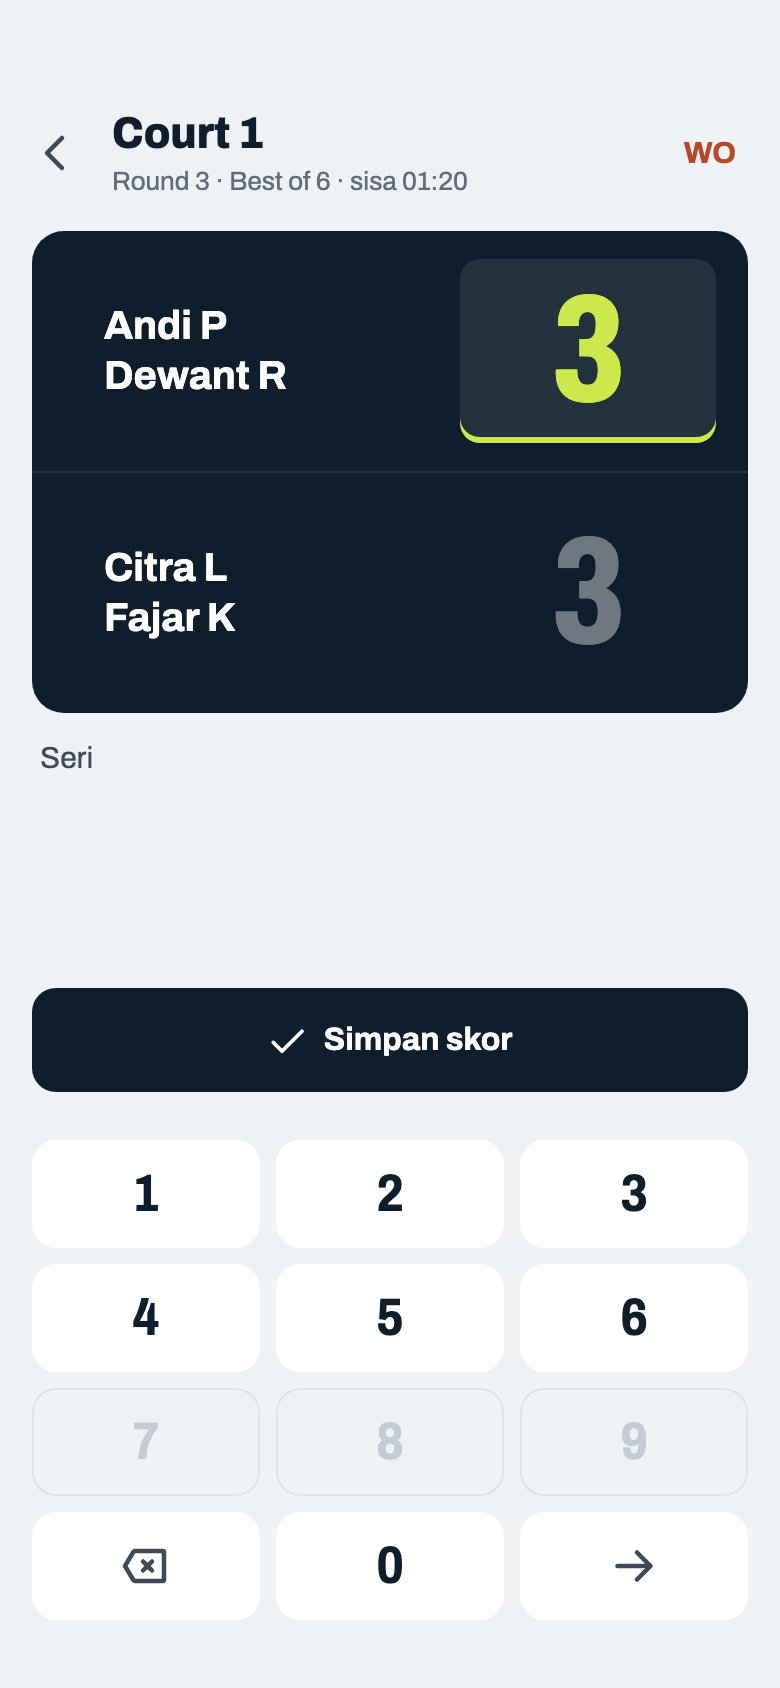 Court 1
Round 3 · Best of 6 · sisa 01:20
WO
Andi P
Dewant R
3
Citra L
Fajar K
3
Seri
Simpan skor
1 2 3
4 5 6
7 8 9
0